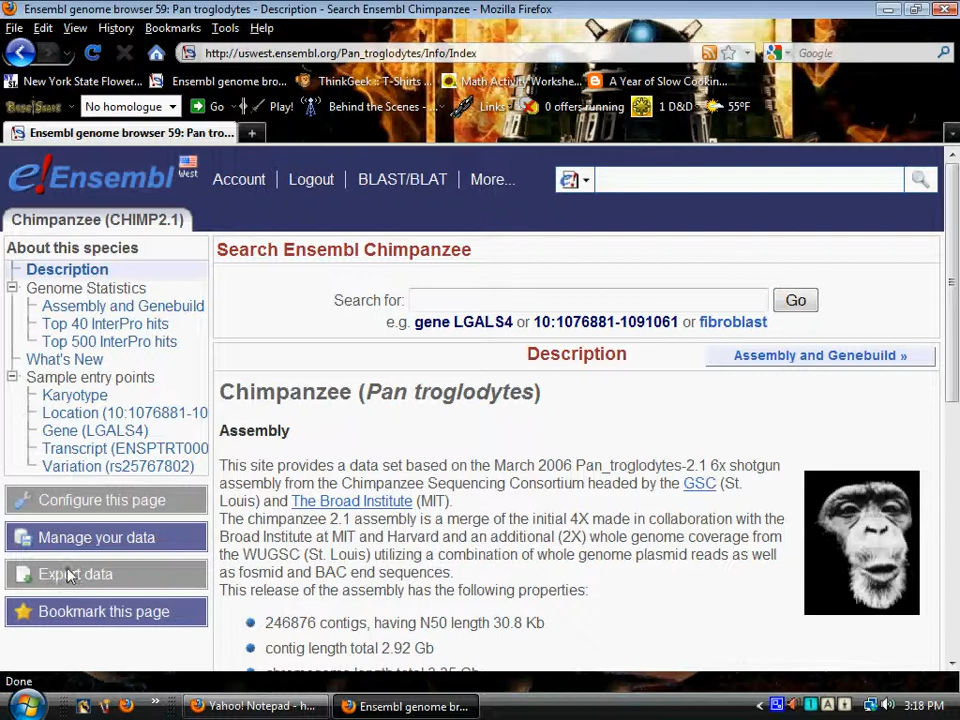 Ensembl genome browser 59: Pan troglodytes - Description - Search Ensembl Chimpanzee - Mozilla Firefox
File Edit View History Bookmarks Tools Help
http://uswest.ensembl.org/Pan_troglodytes/Info/Index
Google
New York State Flower... Ensembl genome bro... ThinkGeek :: T-Shirts ... Math Activity Workshe... A Year of Slow Cookin...
No homologue Go Play! Behind the Scenes - ... Links 0 offers running 1 D&D 55°F
Ensembl genome browser 59: Pan tro...
e!Ensembl West Account Logout BLAST/BLAT More... e!
Chimpanzee (CHIMP2.1)
About this species
Description
Genome Statistics
Assembly and Genebuild
Top 40 InterPro hits
Top 500 InterPro hits
What's New
Sample entry points
Karyotype
Location (10:1076881-10
Gene (LGALS4)
Transcript (ENSPTRT000
Variation (rs25767802)
Configure this page
Manage your data
Export data
Bookmark this page
Search Ensembl Chimpanzee
Search for: Go
e.g. gene LGALS4 or 10:1076881-1091061 or fibroblast
Description
Assembly and Genebuild »
Chimpanzee (Pan troglodytes)
Assembly
This site provides a data set based on the March 2006 Pan_troglodytes-2.1 6x shotgun
assembly from the Chimpanzee Sequencing Consortium headed by the GSC (St.
Louis) and The Broad Institute (MIT).
The chimpanzee 2.1 assembly is a merge of the initial 4X made in collaboration with the
Broad Institute at MIT and Harvard and an additional (2X) whole genome coverage from
the WUGSC (St. Louis) utilizing a combination of whole genome plasmid reads as well
as fosmid and BAC end sequences.
This release of the assembly has the following properties:
246876 contigs, having N50 length 30.8 Kb
contig length total 2.92 Gb
Done
Yahoo! Notepad - h... Ensembl genome br... 3:18 PM